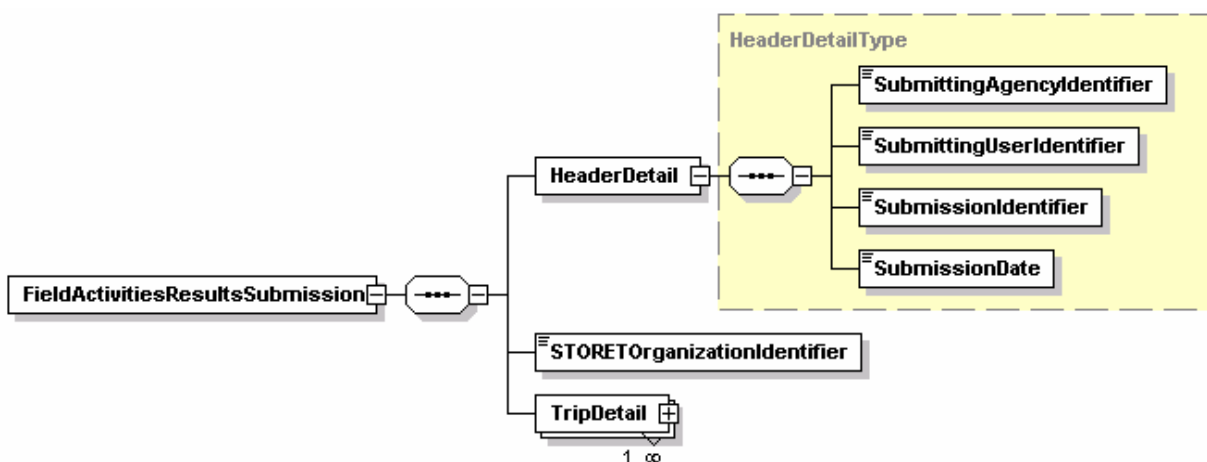 HeaderDetailType
SubmittingAgencyIdentifier
SubmittingUserIdentifier
HeaderDetail
SubmissionIdentifier
SubmissionDate
FieldActivitiesResultsSubmission
STORETOrganizationIdentifier
TripDetail
1 ∞